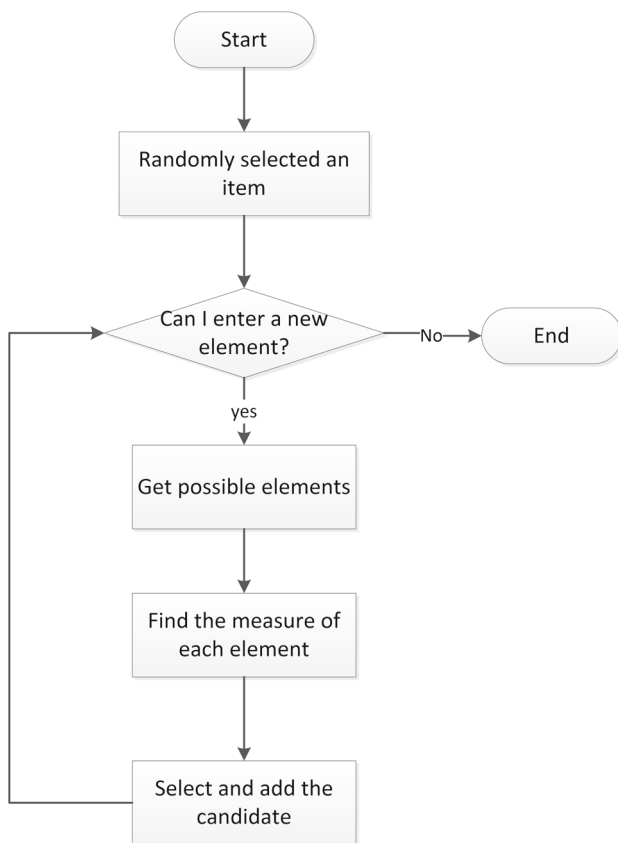 Start
Randomly selected an
item
Can I enter a new
element?
No
End
yes
Get possible elements
Find the measure of
each element
Select and add the
candidate